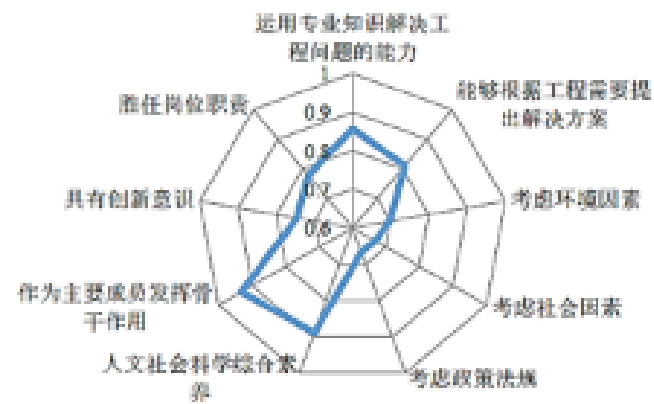 运用专业知识解决工
程问题的能力
能够根据工程需要提
出解决方案
考虑环境因素
考虑社会因素
考虑政策法规
人文社会科学综合素
养
作为主要成员发挥骨
干作用
具有创新意识
胜任岗位职责
1
0.9
0.8
0.7
0.6